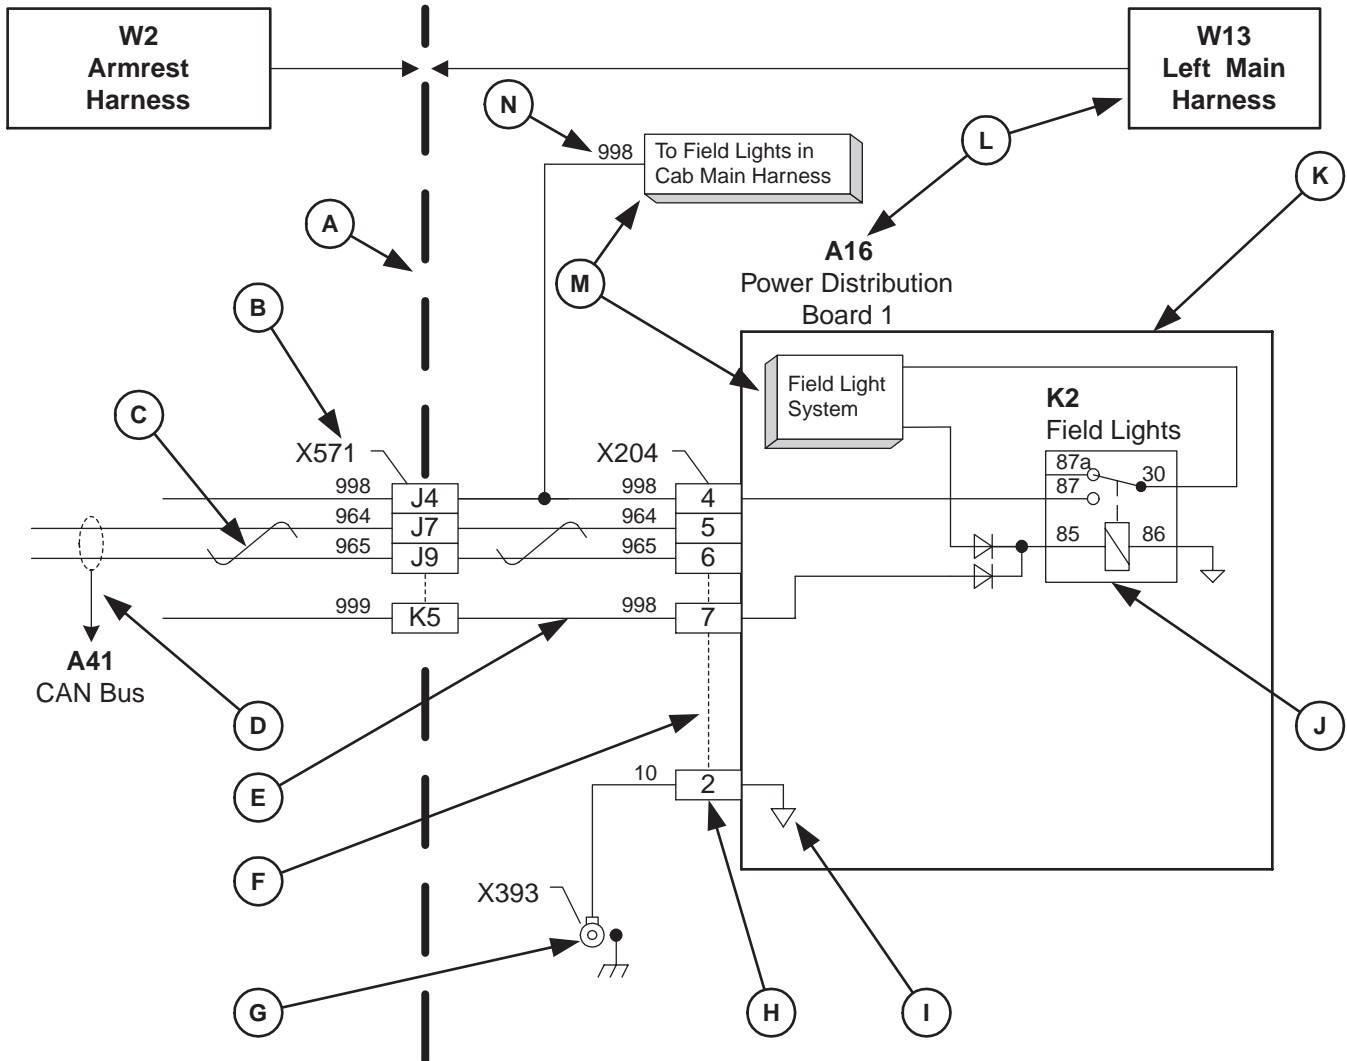 W2
Armrest
Harness
W13
Left Main
Harness
N
998
To Field Lights in
Cab Main Harness
L
K
A
M
A16
Power Distribution
Board 1
B
C
Field Light
System
K2
Field Lights
X571
X204
87a
30
87
998
J4
998
4
964
J7
964
5
965
J9
965
6
85
86
999
K5
998
7
A41
CAN Bus
D
J
E
10
2
F
X393
G
H
I